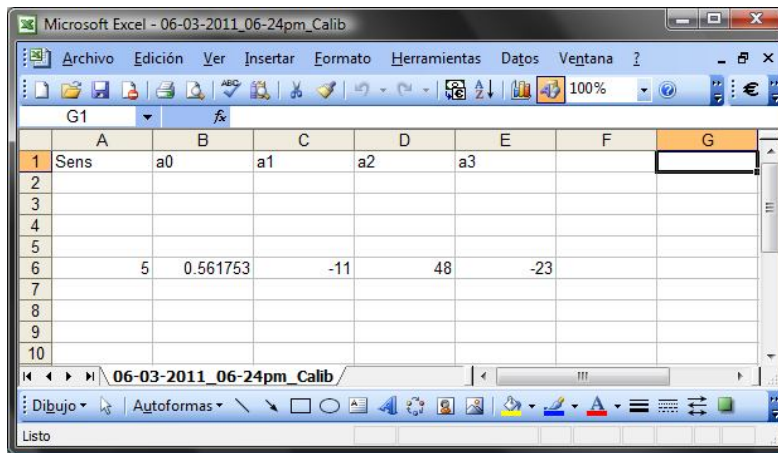 Microsoft Excel - 06-03-2011_06-24pm_Calib
Archivo Edición Ver Insertar Formato Herramientas Datos Ventana ?
ABC 100% €
G1 fx
A B C D E F G
1 Sens a0 a1 a2 a3
2
3
4
5
6 5 0.561753 -11 48 -23
7
8
9
10
06-03-2011_06-24pm_Calib
Dibujo Autoformas A A
Listo